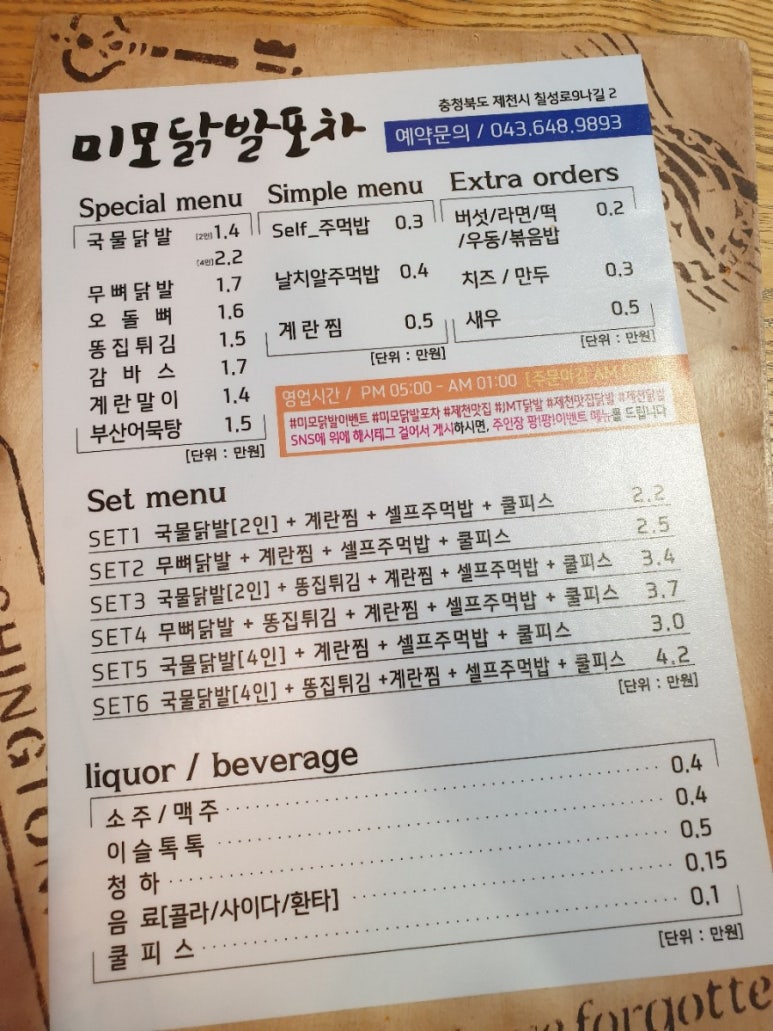 미모닭발포차
충청북도 제천시 칠성로9나길 2
예약문의 / 043.648.9893
Special menu
국물닭발 [2인] 1.4
[4인] 2.2
무뼈닭발 1.7
오돌뼈 1.6
똥집튀김 1.5
감바스 1.7
계란말이 1.4
부산어묵탕 1.5
[단위 : 만원]
Simple menu
Self_주먹밥 0.3
날치알주먹밥 0.4
계란찜 0.5
[단위 : 만원]
Extra orders
버섯/라면/떡 0.2
/우동/볶음밥
치즈 / 만두 0.3
새우 0.5
[단위 : 만원]
영업시간 / PM 05:00 - AM 01:00 [주문마감 AM
#미모닭발이벤트 #미모닭발포차 #제천맛집 #JMT닭발 #제천맛집닭발 #제천닭발
SNS에 위에 해시태그 걸어서 게시하시면, 주인장 팡!팡!이벤트 메뉴를 드립니다
Set menu
SET1 국물닭발[2인] + 계란찜 + 셀프주먹밥 + 쿨피스 2.2
SET2 무뼈닭발 + 계란찜 + 셀프주먹밥 + 쿨피스 2.5
SET3 국물닭발[2인] + 똥집튀김 + 계란찜 + 셀프주먹밥 + 쿨피스 3.4
SET4 무뼈닭발 + 똥집튀김 + 계란찜 + 셀프주먹밥 + 쿨피스 3.7
SET5 국물닭발[4인] + 계란찜 + 셀프주먹밥 + 쿨피스 3.0
SET6 국물닭발[4인] + 똥집튀김 +계란찜 + 셀프주먹밥 + 쿨피스 4.2
[단위 : 만원]
liquor / beverage
소주 / 맥주 0.4
이슬톡톡 0.4
청하 0.5
음료[콜라/사이다/환타] 0.15
쿨피스 0.1
[단위 : 만원]
forgotte